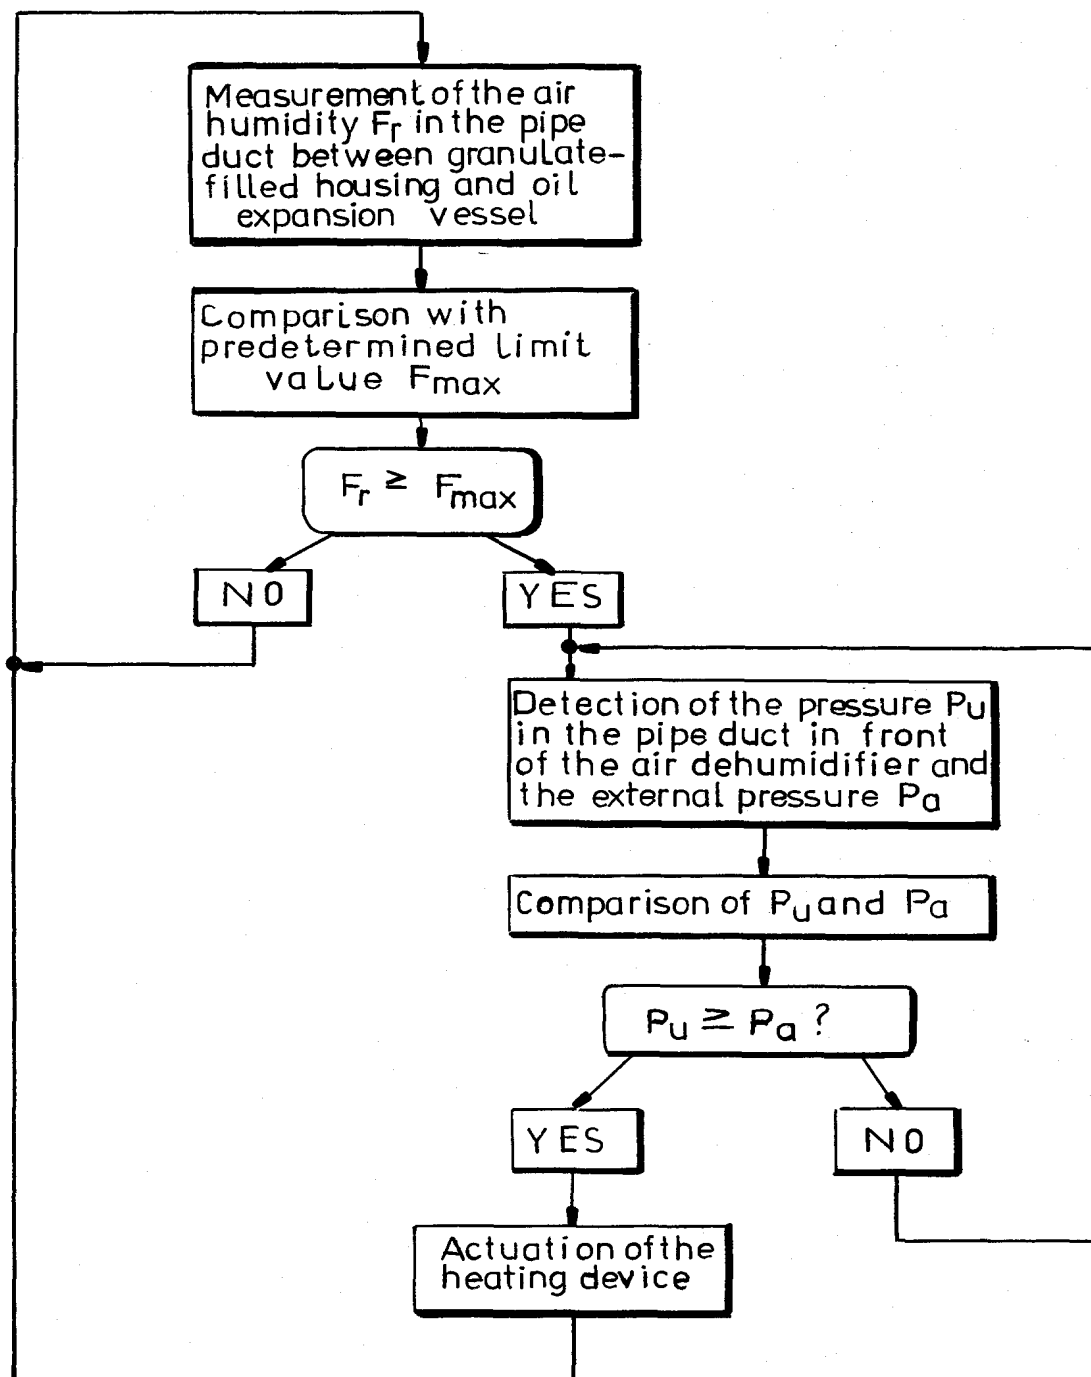 Measurement of the air
humidity Fr in the pipe
duct between granulate-
filled housing and oil
expansion vessel
Comparison with
predetermined limit
value Fmax
Fr ≥ Fmax
NO
YES
Detection of the pressure Pu
in the pipe duct in front
of the air dehumidifier and
the external pressure Pa
Comparison of Pu and Pa
Pu ≥ Pa ?
YES
NO
Actuation of the
heating device